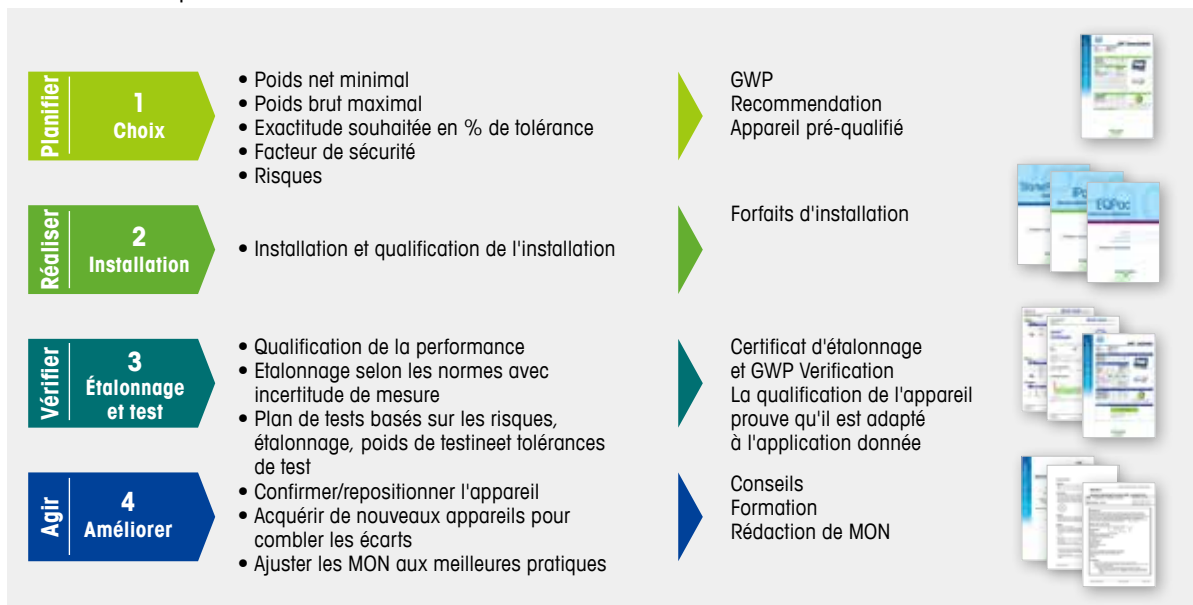 Planifier
1
Choix
• Poids net minimal
• Poids brut maximal
• Exactitude souhaitée en % de tolérance
• Facteur de sécurité
• Risques
GWP
Recommendation
Appareil pré-qualifié
Réaliser
2
Installation
• Installation et qualification de l'installation
Forfaits d'installation
EQPac
Vérifier
3
Étalonnage
et test
• Qualification de la performance
• Etalonnage selon les normes avec
incertitude de mesure
• Plan de tests basés sur les risques,
étalonnage, poids de testineet tolérances
de test
Certificat d'étalonnage
et GWP Verification
La qualification de l'appareil
prouve qu'il est adapté
à l'application donnée
Agir
4
Améliorer
• Confirmer/repositionner l'appareil
• Acquérir de nouveaux appareils pour
combler les écarts
• Ajuster les MON aux meilleures pratiques
Conseils
Formation
Rédaction de MON